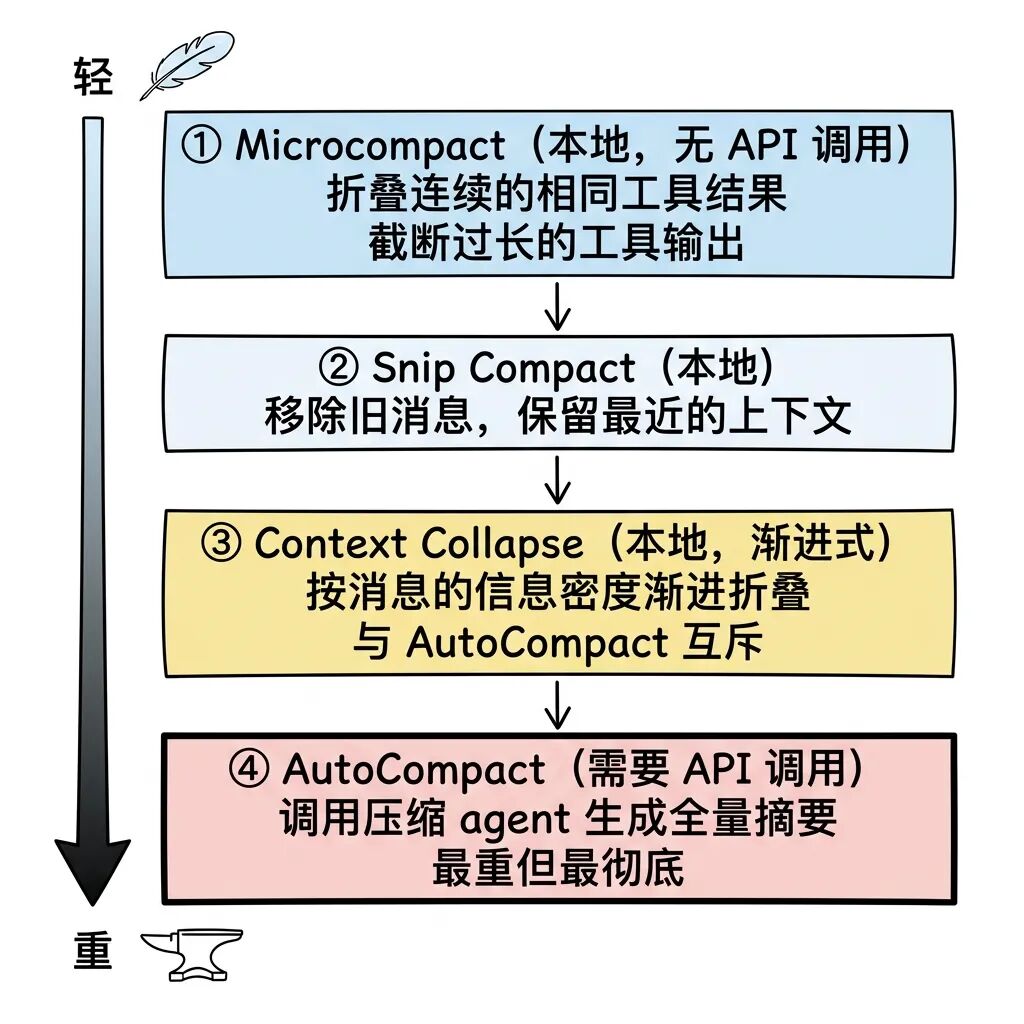 轻
① Microcompact（本地，无 API 调用）
折叠连续的相同工具结果
截断过长的工具输出
② Snip Compact（本地）
移除旧消息，保留最近的上下文
③ Context Collapse（本地，渐进式）
按消息的信息密度渐进折叠
与 AutoCompact 互斥
④ AutoCompact（需要 API 调用）
调用压缩 agent 生成全量摘要
最重但最彻底
重